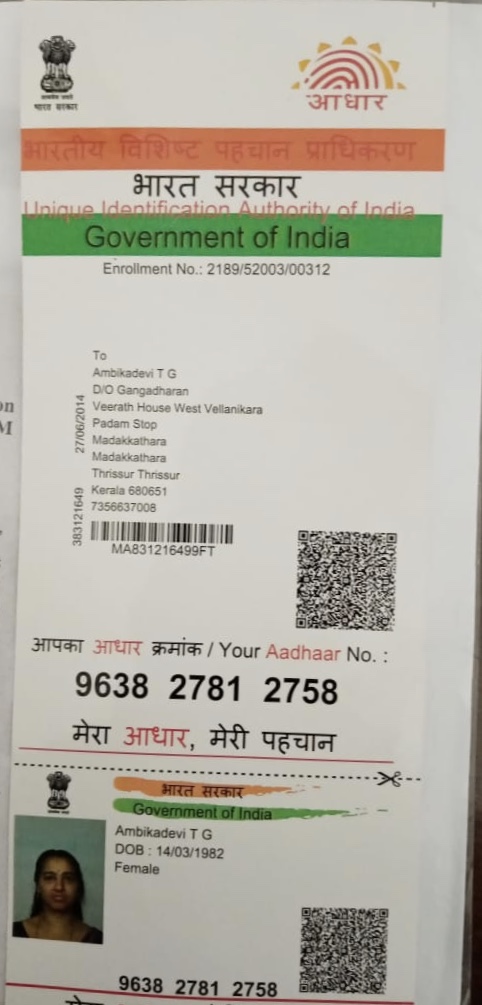 सत्यमेव जयते
भारत सरकार
आधार
भारतीय विशिष्ट पहचान प्राधिकरण
भारत सरकार
Unique Identification Authority of India
Government of India
Enrollment No.: 2189/52003/00312
To
Ambikadevi T G
D/O Gangadharan
Veerath House West Vellanikara
Padam Stop
Madakkathara
Madakkathara
Thrissur Thrissur
Kerala 680651
7356637008
27/06/2014
383121649
MA831216499FT
आपका आधार क्रमांक / Your Aadhaar No. :
9638 2781 2758
मेरा आधार, मेरी पहचान
भारत सरकार
Government of India
Ambikadevi T G
DOB : 14/03/1982
Female
9638 2781 2758